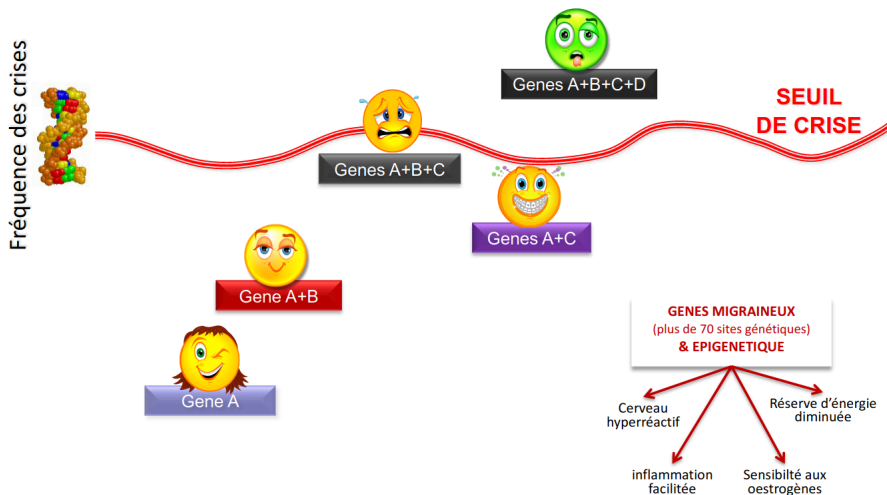 Fréquence des crises
Genes A+B+C+D
SEUIL
DE CRISE
Genes A+B+C
Genes A+C
Gene A+B
Gene A
GENES MIGRAINEUX
(plus de 70 sites génétiques)
& EPIGENETIQUE
Cerveau
hyperréactif
Réserve d’énergie
diminuée
inflammation
facilitée
Sensibilté aux
oestrogènes